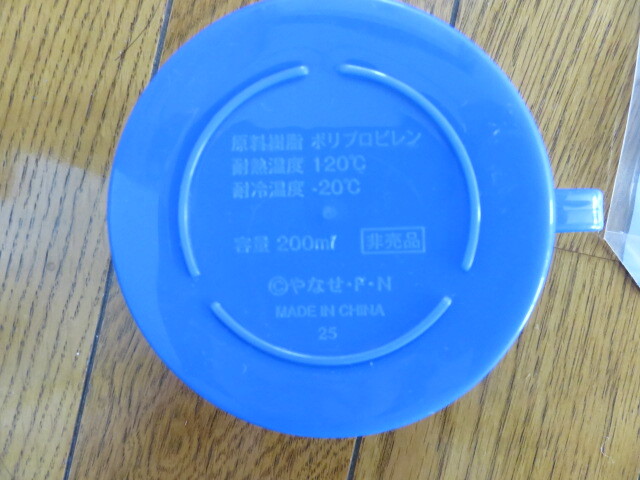 原料樹脂 ポリプロピレン
耐熱温度 120℃
耐冷温度 -20℃
容量 200ml 非売品
©やなせ・F・N
MADE IN CHINA
25